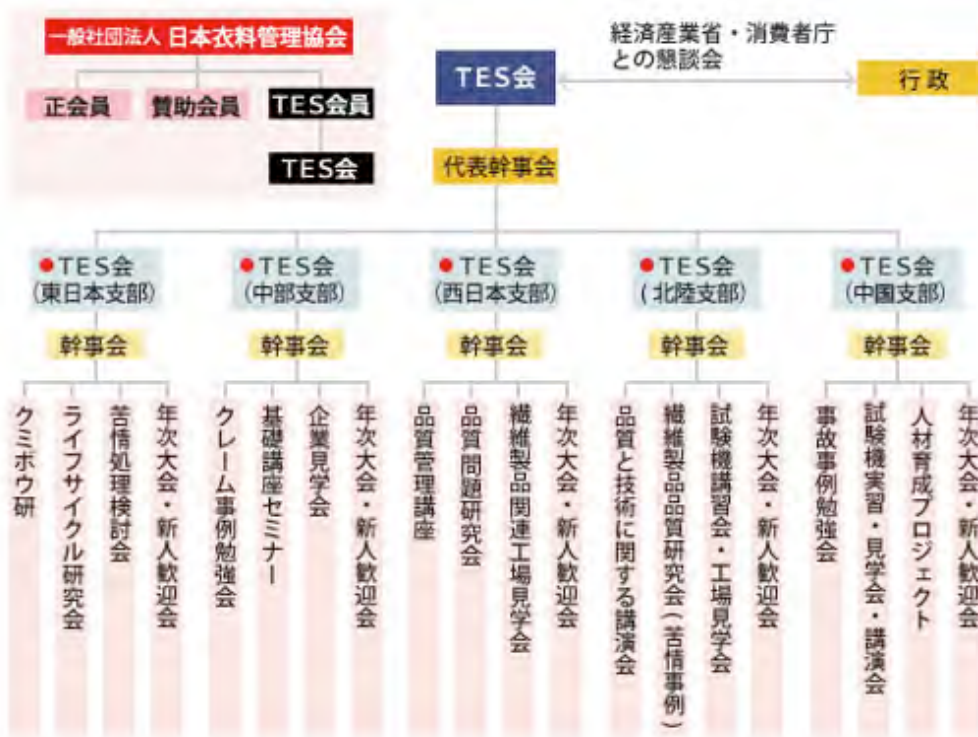 一般社団法人 日本衣料管理協会
正会員
賛助会員
TES会員
TES会
TES会
経済産業省・消費者庁
との懇談会
行政
代表幹事会
●TES会
(東日本支部)
幹事会
年次大会・新人歓迎会
苦情処理検討会
ライフサイクル研究会
クミホウ研
●TES会
(中部支部)
幹事会
年次大会・新人歓迎会
企業見学会
基礎講座セミナー
クレーム事例勉強会
●TES会
(西日本支部)
幹事会
年次大会・新人歓迎会
繊維製品関連工場見学会
品質問題研究会
品質管理講座
●TES会
(北陸支部)
幹事会
年次大会・新人歓迎会
試験機講習会・工場見学会
繊維製品品質研究会(苦情事例)
品質と技術に関する講演会
●TES会
(中国支部)
幹事会
年次大会・新人歓迎会
人材育成プロジェクト
試験機実習・見学会・講演会
事故事例勉強会